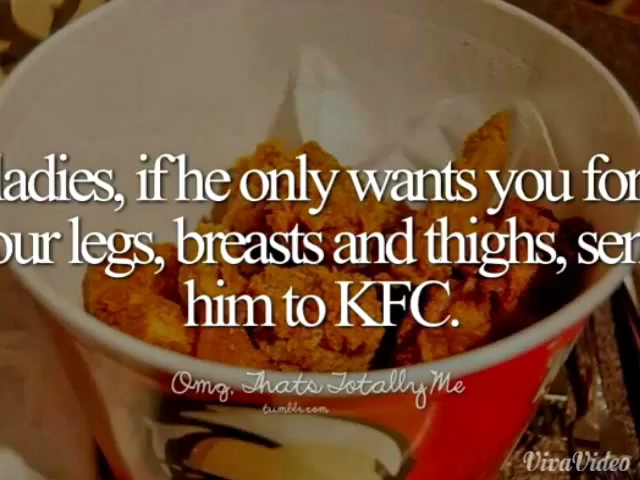 ladies, if he only wants you for
our legs, breasts and thighs, sen
him to KFC.
Omg, Thats Totally Me
tumblr.com
VivaVideo